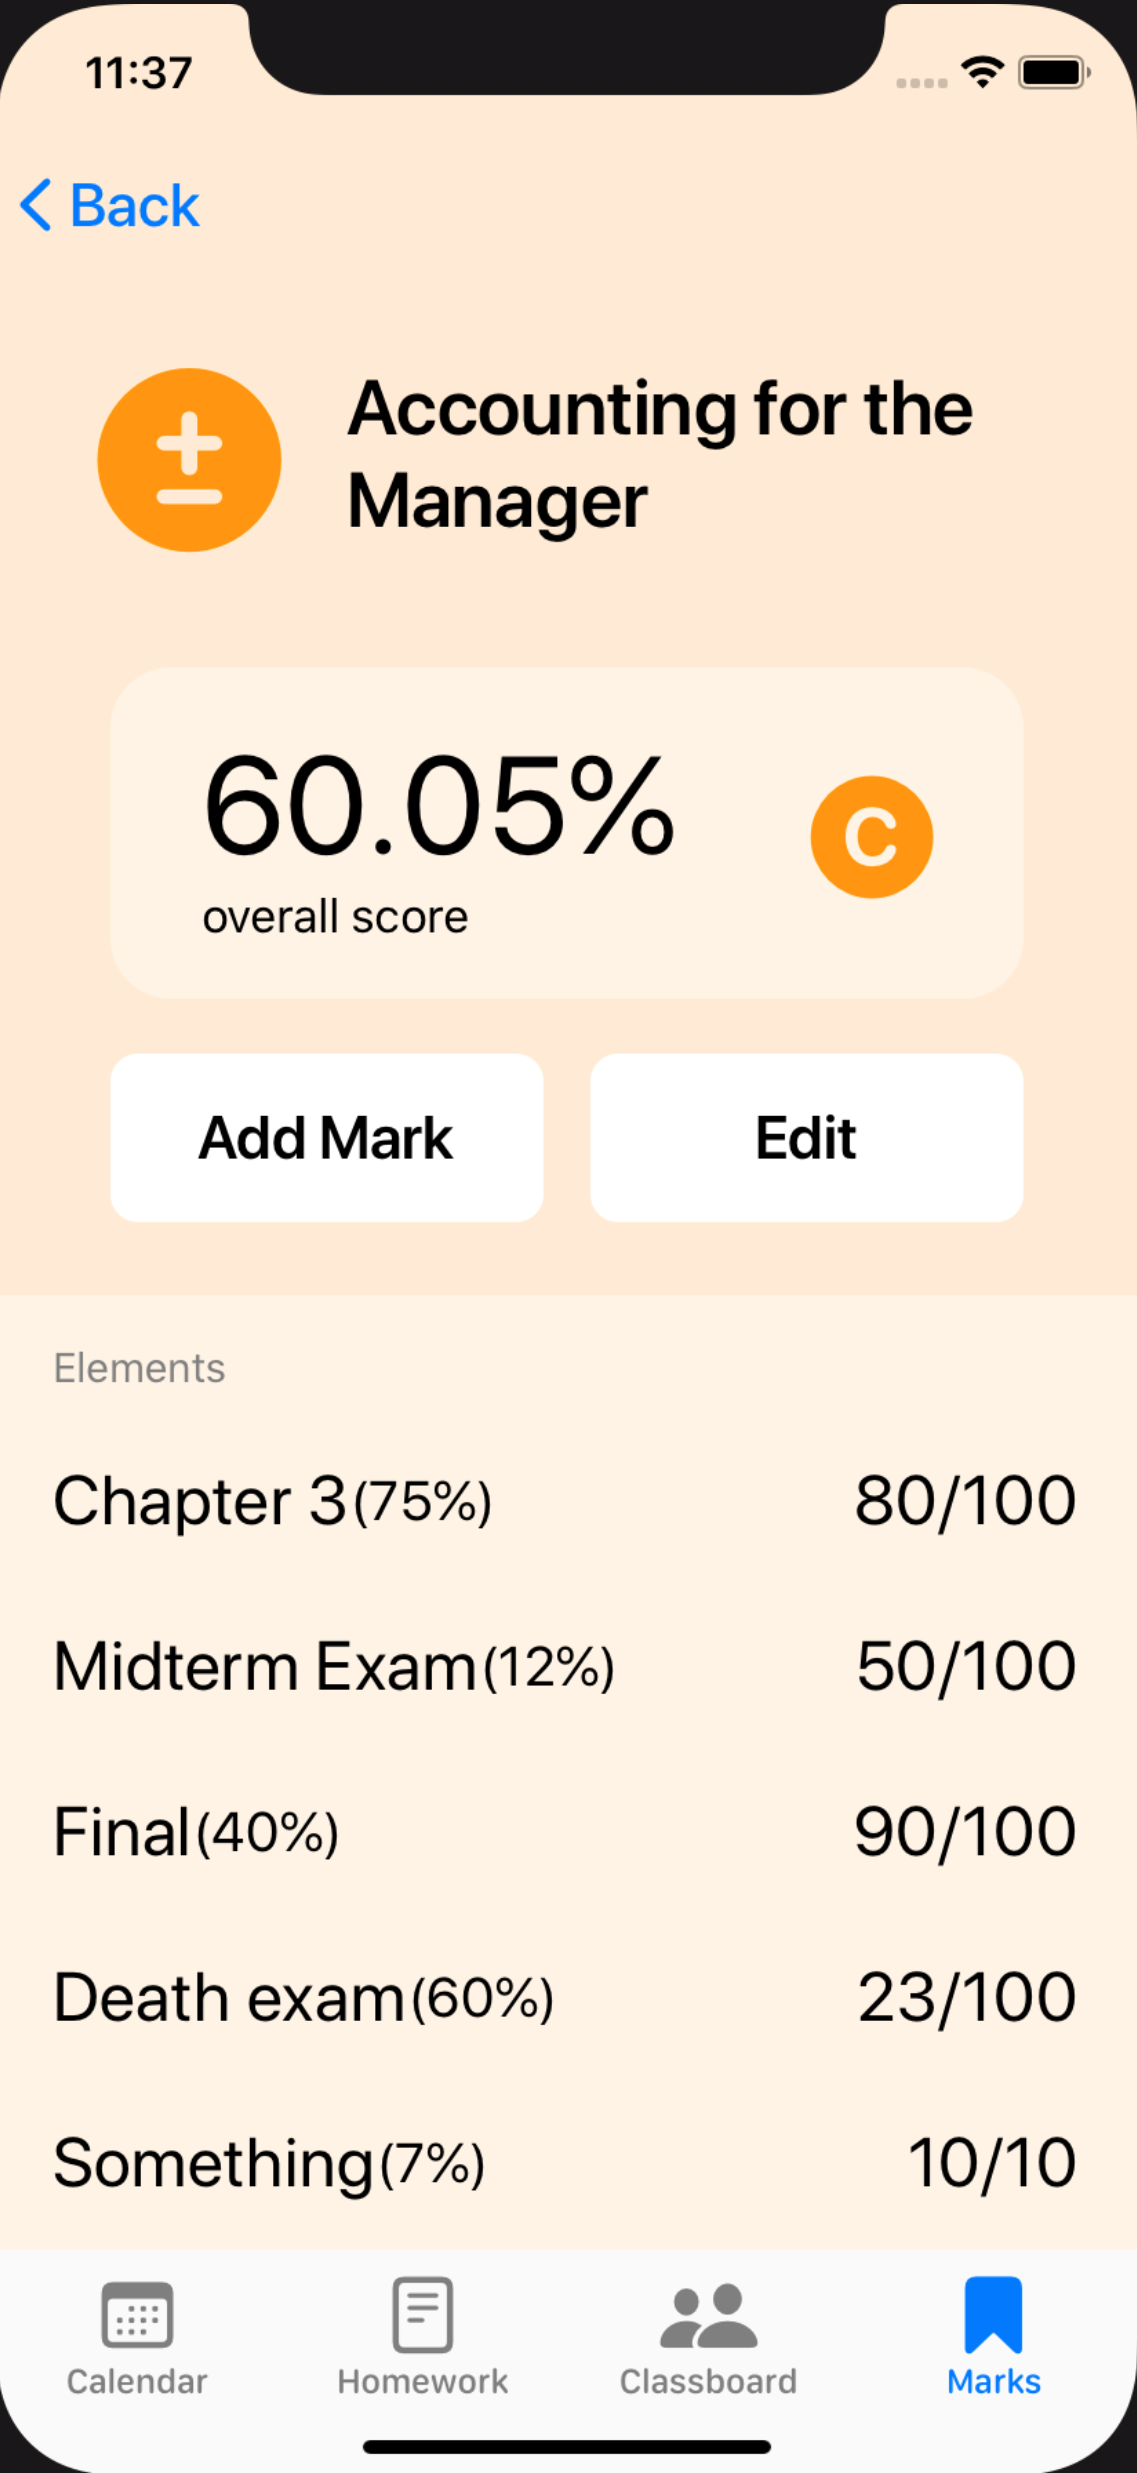 11:37
Back
±
Accounting for the
Manager
60.05%
C
overall score
Add Mark
Edit
Elements
Chapter 3(75%)
80/100
Midterm Exam(12%)
50/100
Final(40%)
90/100
Death exam(60%)
23/100
Something(7%)
10/10
Calendar
Homework
Classboard
Marks